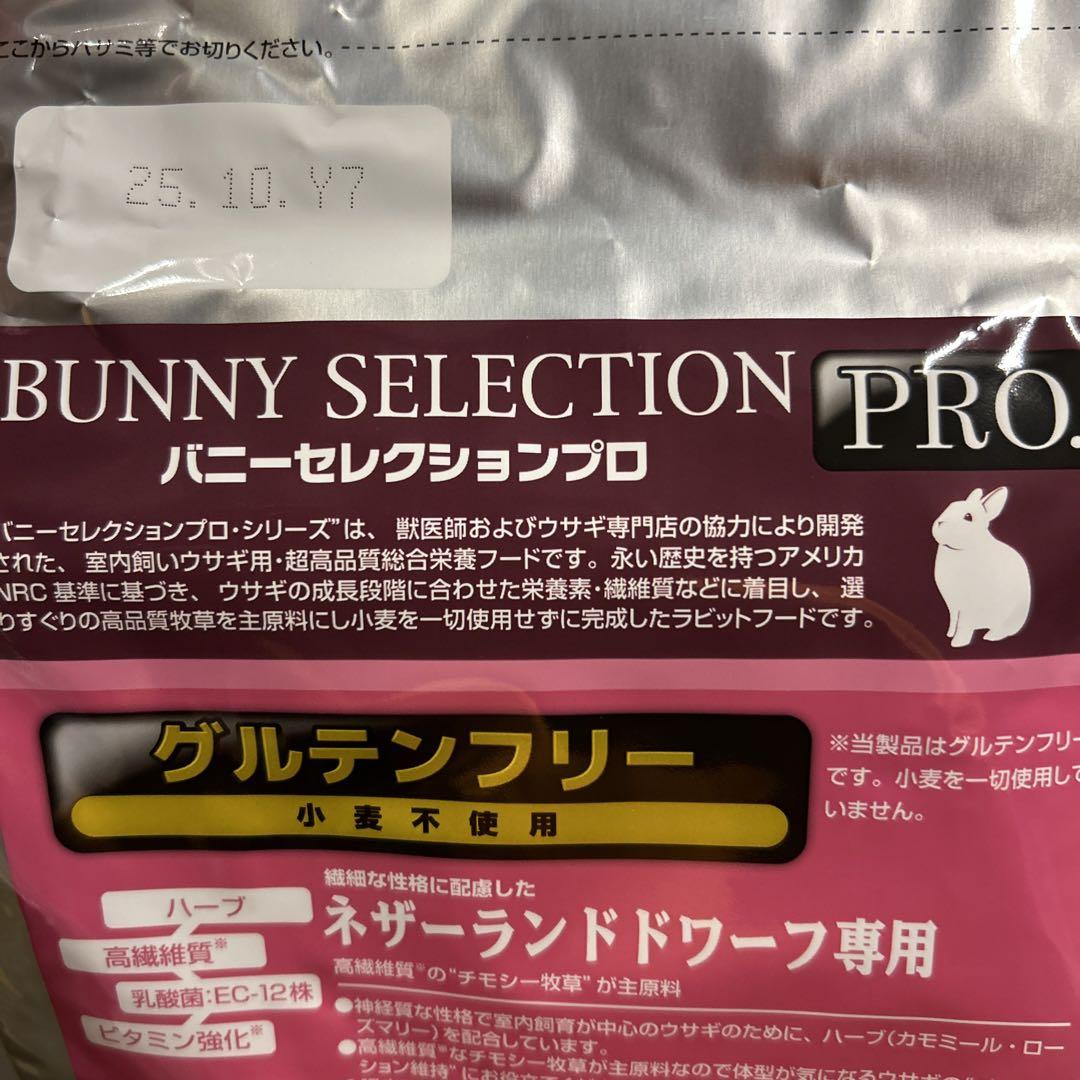 ここからハサミ等でお切りください。
25.10.Y7
BUNNY SELECTION PRO.
バニーセレクションプロ
バニーセレクションプロ・シリーズ"は、獣医師およびウサギ専門店の協力により開発
された、室内飼いウサギ用・超高品質総合栄養フードです。永い歴史を持つアメリカ
NRC基準に基づき、ウサギの成長段階に合わせた栄養素・繊維質などに着目し、選
りすぐりの高品質牧草を主原料にし小麦を一切使用せずに完成したラビットフードです。
グルテンフリー
小麦不使用
※当製品はグルテンフリー
です。小麦を一切使用して
いません。
ハーブ
高繊維質※
乳酸菌:EC-12株
ビタミン強化※
繊細な性格に配慮した
ネザーランドドワーフ専用
高繊維質※の"チモシー牧草"が主原料
●神経質な性格で室内飼育が中心のウサギのために、ハーブ(カモミール・ロー
ズマリー)を配合しています。
●高繊維質※なチモシー牧草が主原料なので体型が気になるウサギの
ション維持"に